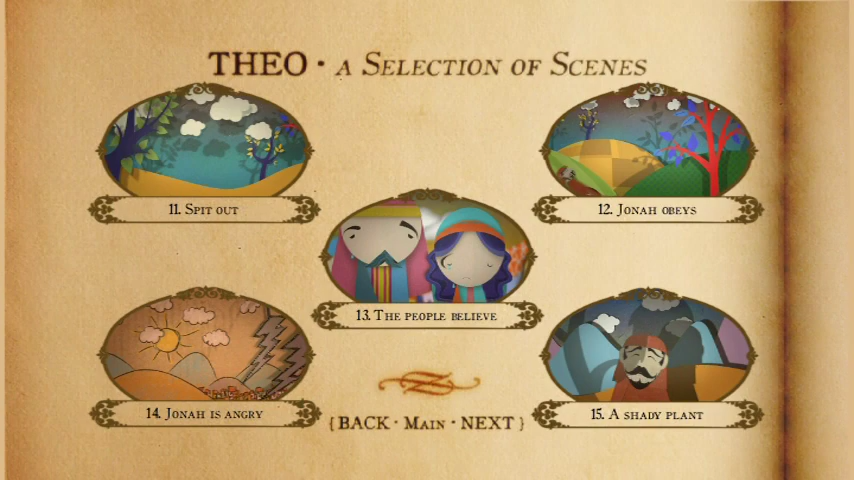 THEO · A SELECTION OF SCENES
11. SPIT OUT
12. JONAH OBEYS
13. THE PEOPLE BELIEVE
14. JONAH IS ANGRY
15. A SHADY PLANT
{BACK · MAIN · NEXT}